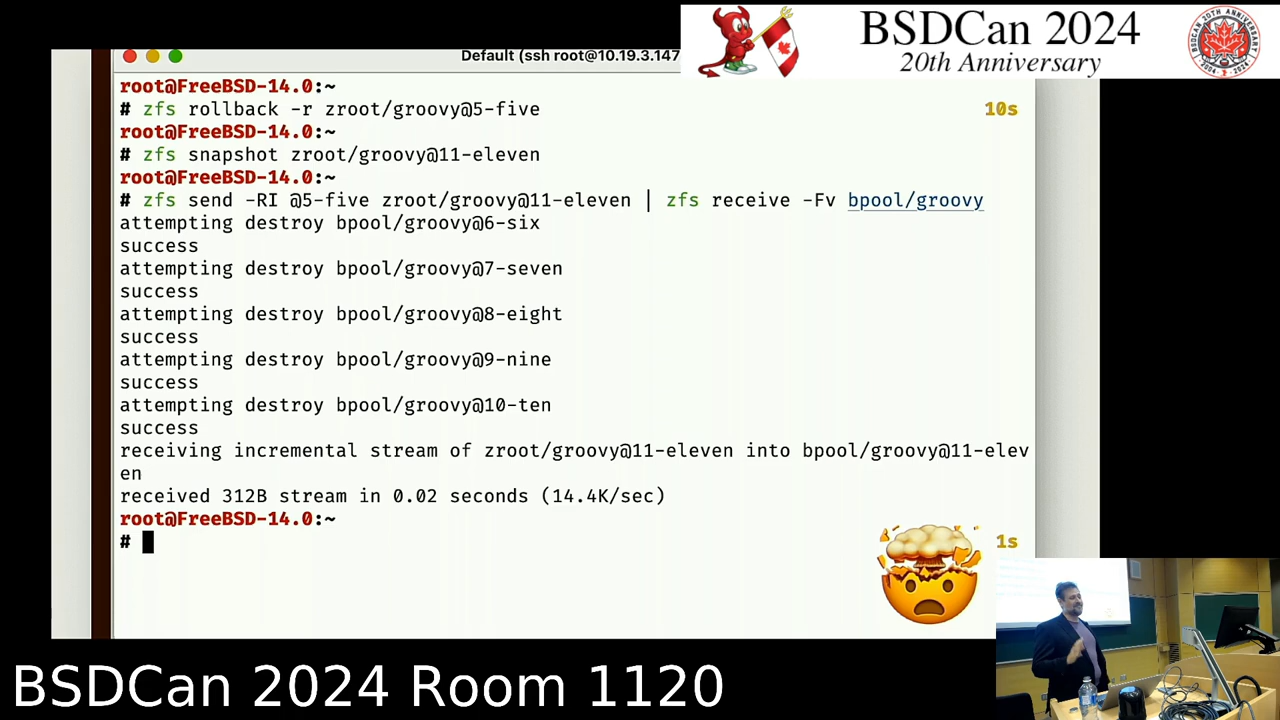 BSDCan 2024
20th Anniversary
Default (ssh root@10.19.3.147
root@FreeBSD-14.0:~
# zfs rollback -r zroot/groovy@5-five 10s
root@FreeBSD-14.0:~
# zfs snapshot zroot/groovy@11-eleven
root@FreeBSD-14.0:~
# zfs send -RI @5-five zroot/groovy@11-eleven | zfs receive -Fv bpool/groovy
attempting destroy bpool/groovy@6-six
success
attempting destroy bpool/groovy@7-seven
success
attempting destroy bpool/groovy@8-eight
success
attempting destroy bpool/groovy@9-nine
success
attempting destroy bpool/groovy@10-ten
success
receiving incremental stream of zroot/groovy@11-eleven into bpool/groovy@11-elev
en
received 312B stream in 0.02 seconds (14.4K/sec)
root@FreeBSD-14.0:~
# 1s
BSDCan 2024 Room 1120